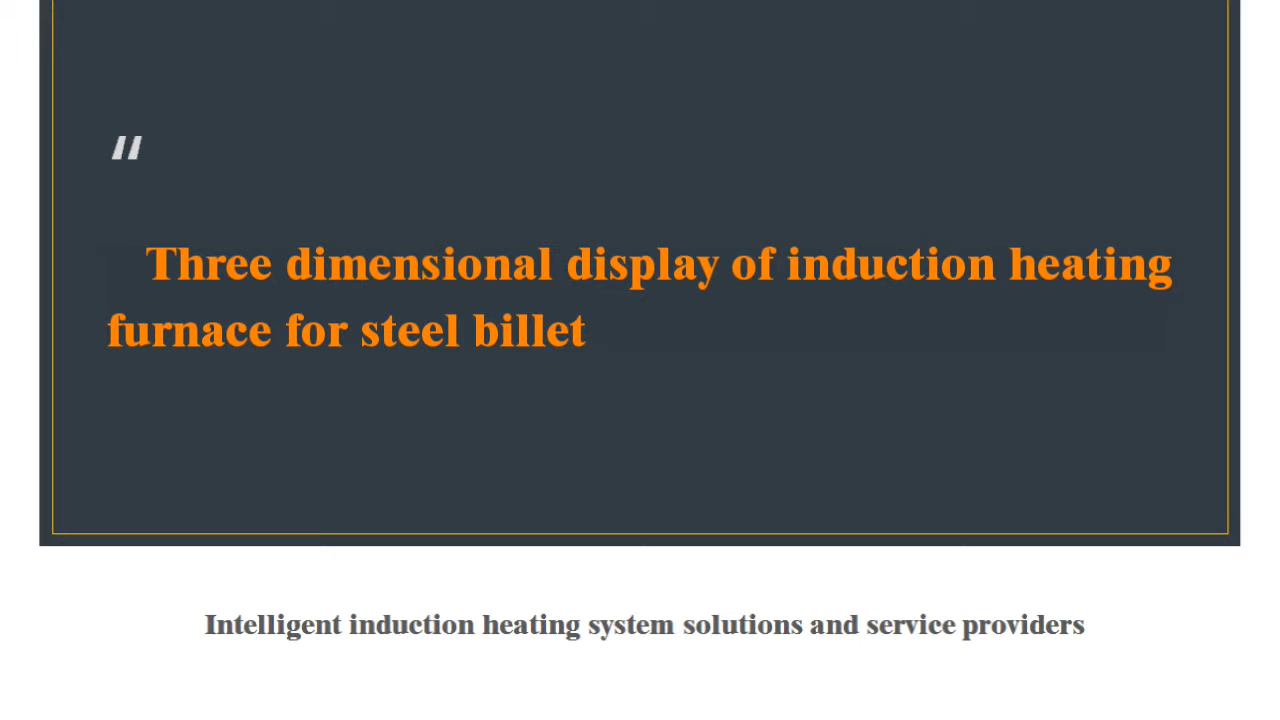 "
Three dimensional display of induction heating
furnace for steel billet
Intelligent induction heating system solutions and service providers